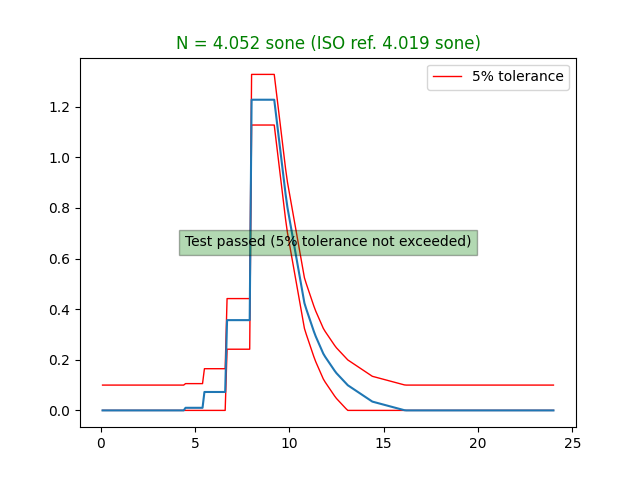 N = 4.052 sone (ISO ref. 4.019 sone)
5% tolerance
1.2
1.0
0.8
Test passed (5% tolerance not exceeded)
0.6
0.4
0.2
0.0
0 5 10 15 20 25